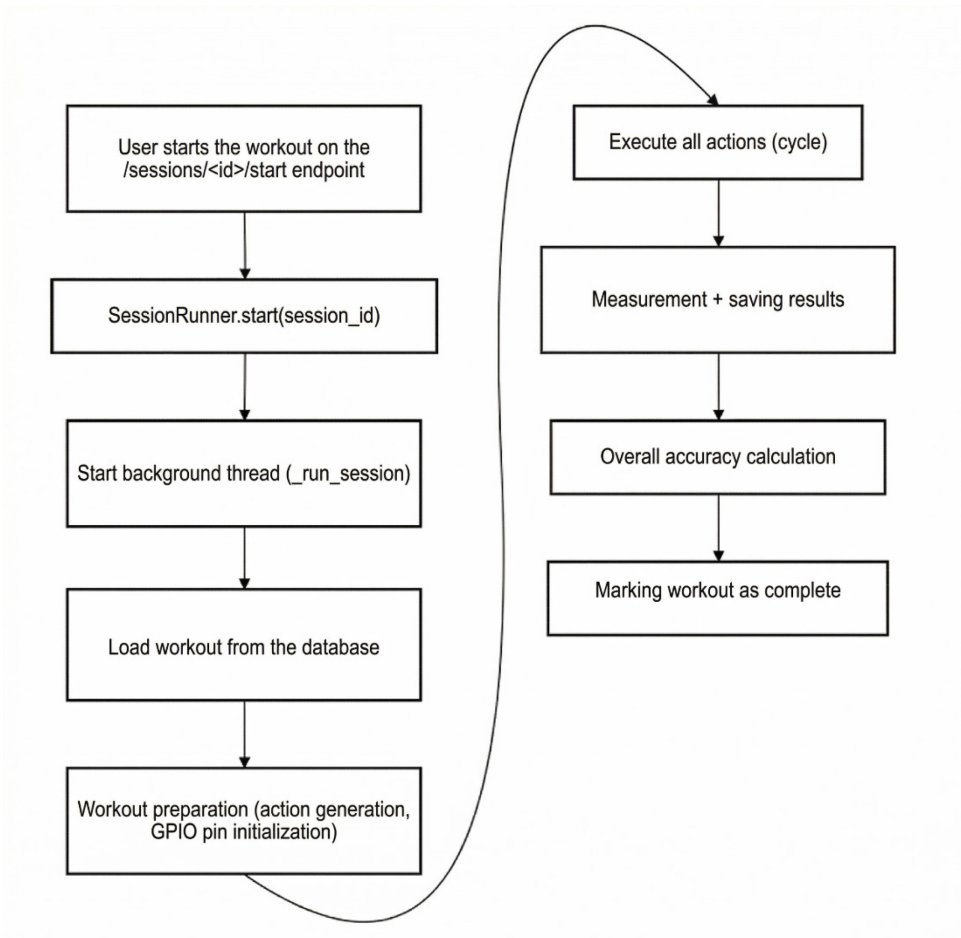 User starts the workout on the
/sessions/<id>/start endpoint
SessionRunner.start(session_id)
Start background thread (_run_session)
Load workout from the database
Workout preparation (action generation,
GPIO pin initialization)
Execute all actions (cycle)
Measurement + saving results
Overall accuracy calculation
Marking workout as complete